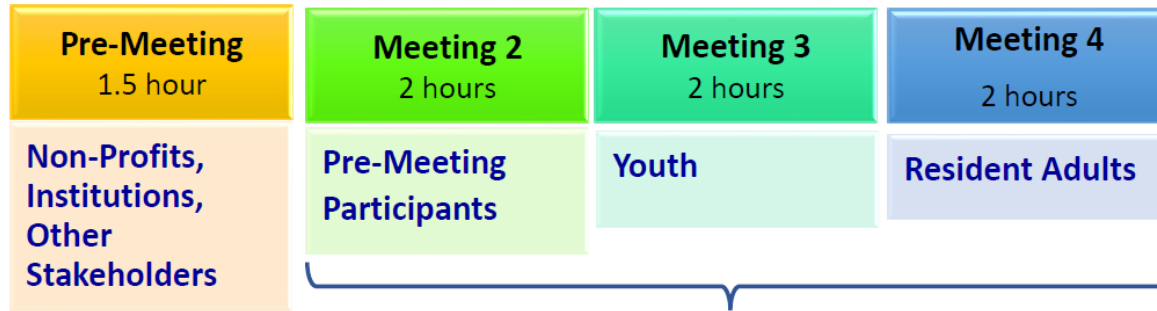 Pre-Meeting
1.5 hour
Non-Profits,
Institutions,
Other
Stakeholders
Meeting 2
2 hours
Pre-Meeting
Participants
Meeting 3
2 hours
Youth
Meeting 4
2 hours
Resident Adults